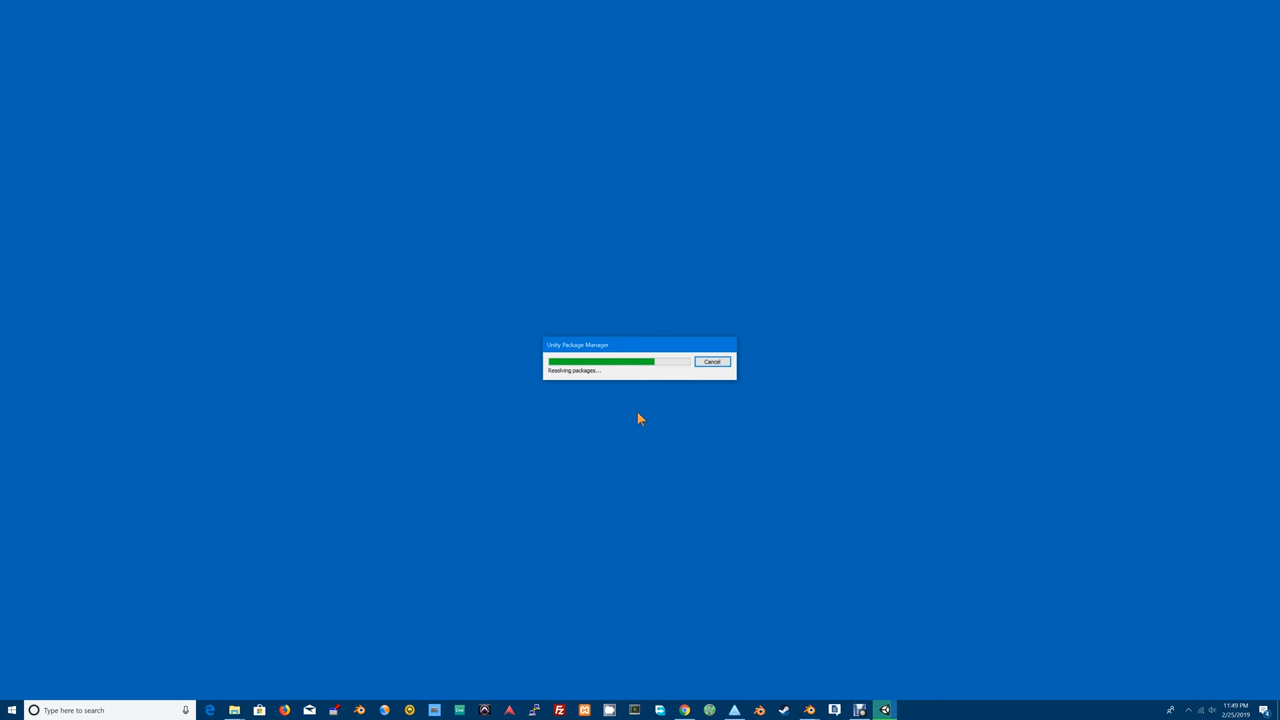 Unity Package Manager
Cancel
Resolving packages...
Type here to search
11:49 PM
2/25/2019